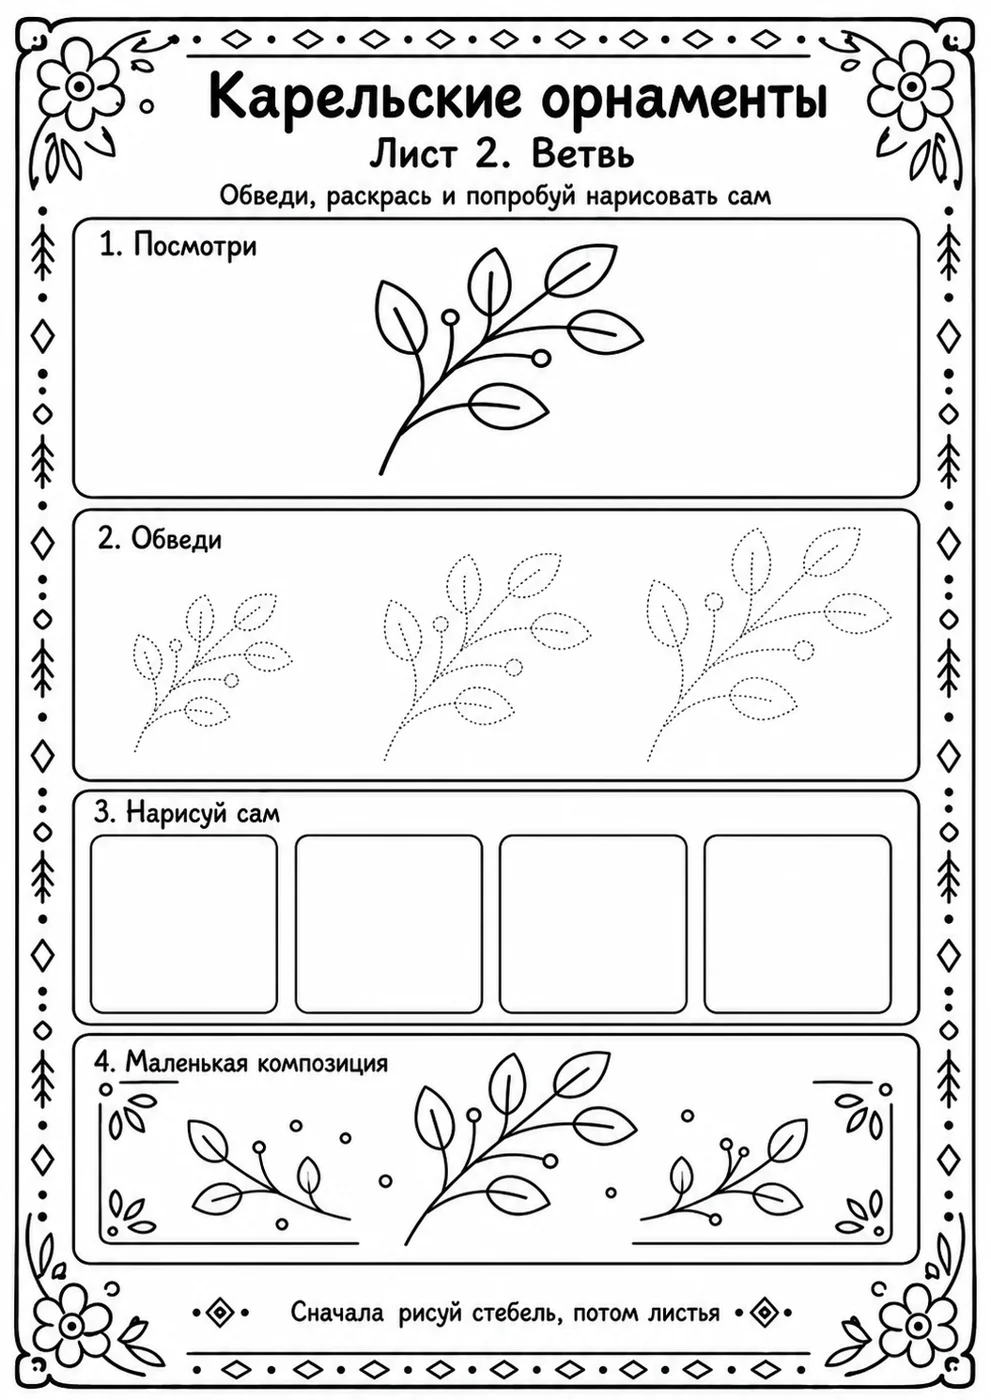 Карельские орнаменты
Лист 2. Ветвь
Обведи, раскрась и попробуй нарисовать сам
1. Посмотри
2. Обведи
3. Нарисуй сам
4. Маленькая композиция
Сначала рисуй стебель, потом листья